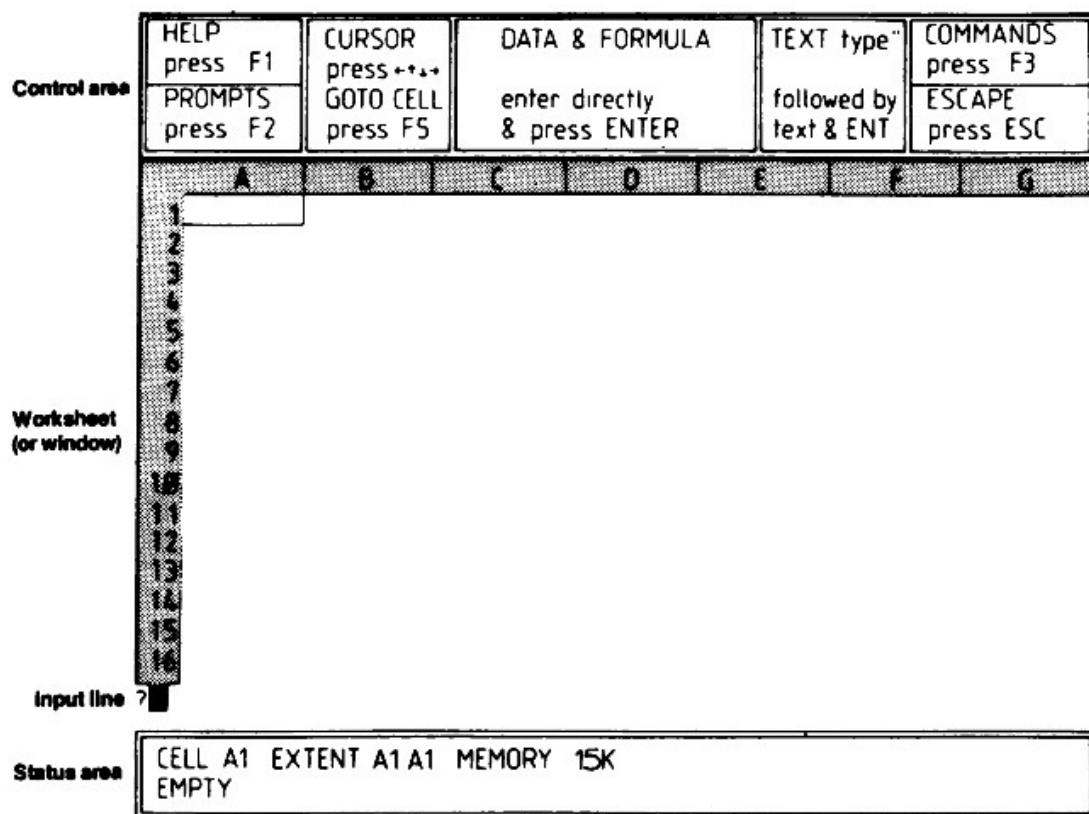 Control area
HELP
press F1
PROMPTS
press F2
CURSOR
press ←↑↓→
GOTO CELL
press F5
DATA & FORMULA
enter directly
& press ENTER
TEXT type"
followed by
text & ENT
COMMANDS
press F3
ESCAPE
press ESC
A B C D E F G
1
2
3
4
5
6
7
8
9
10
11
12
13
14
15
16
Worksheet
(or window)
Input line ?
Status area
CELL A1 EXTENT A1 A1 MEMORY 15K
EMPTY